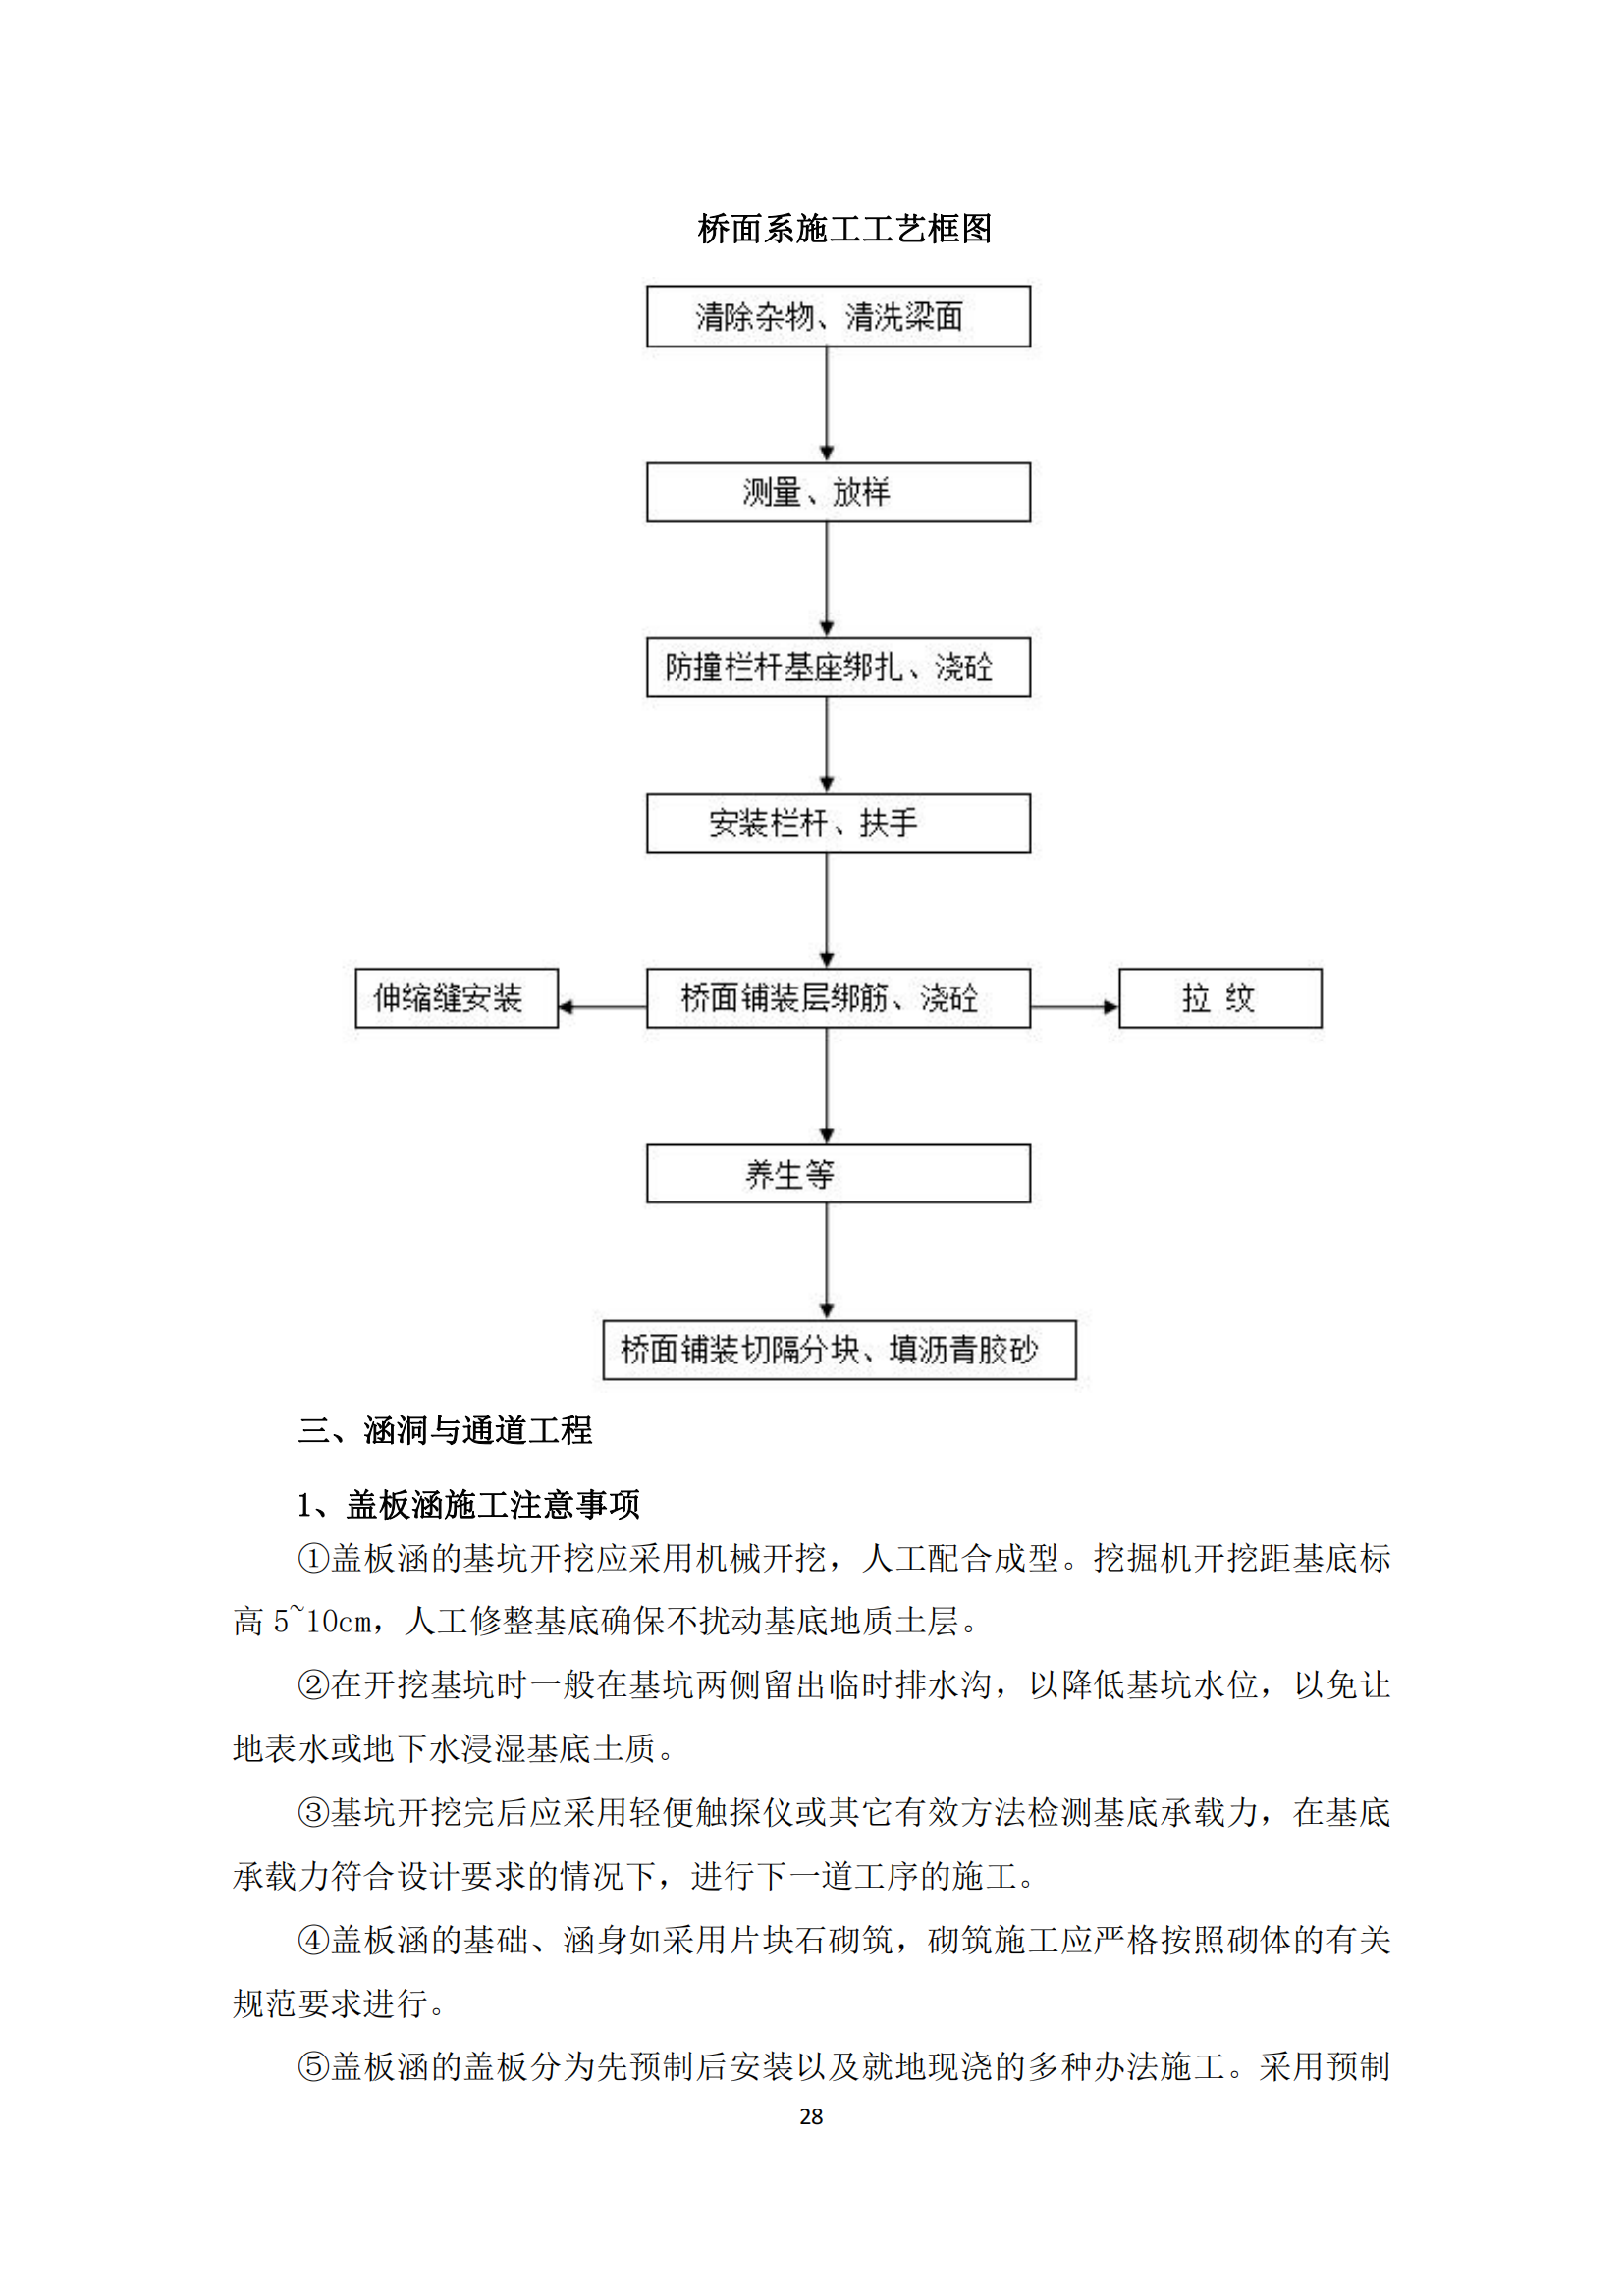 桥面系施工工艺框图
清除杂物、清洗梁面
测量、放样
防撞栏杆基座绑扎、浇砼
安装栏杆、扶手
伸缩缝安装
桥面铺装层绑筋、浇砼
拉 纹
养生等
桥面铺装切隔分块、填沥青胶砂
三、涵洞与通道工程
1、盖板涵施工注意事项
①盖板涵的基坑开挖应采用机械开挖，人工配合成型。挖掘机开挖距基底标
高 5~10cm，人工修整基底确保不扰动基底地质土层。
②在开挖基坑时一般在基坑两侧留出临时排水沟，以降低基坑水位，以免让
地表水或地下水浸湿基底土质。
③基坑开挖完后应采用轻便触探仪或其它有效方法检测基底承载力，在基底
承载力符合设计要求的情况下，进行下一道工序的施工。
④盖板涵的基础、涵身如采用片块石砌筑，砌筑施工应严格按照砌体的有关
规范要求进行。
⑤盖板涵的盖板分为先预制后安装以及就地现浇的多种办法施工。采用预制
28